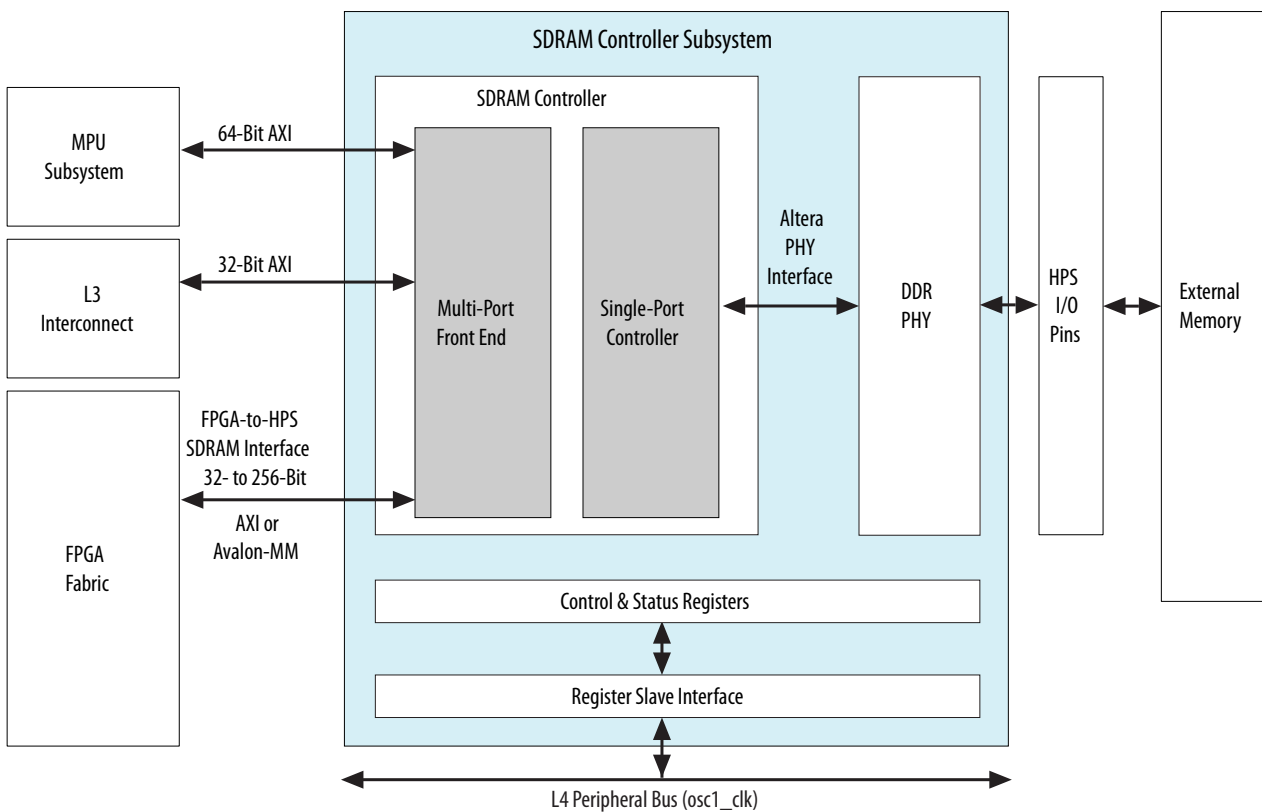 SDRAM Controller Subsystem
SDRAM Controller
MPU
Subsystem
64-Bit AXI
L3
Interconnect
32-Bit AXI
FPGA
Fabric
FPGA-to-HPS
SDRAM Interface
32- to 256-Bit
AXI or
Avalon-MM
Multi-Port
Front End
Single-Port
Controller
Altera
PHY
Interface
DDR
PHY
HPS
I/O
Pins
External
Memory
Control & Status Registers
Register Slave Interface
L4 Peripheral Bus (osc1_clk)